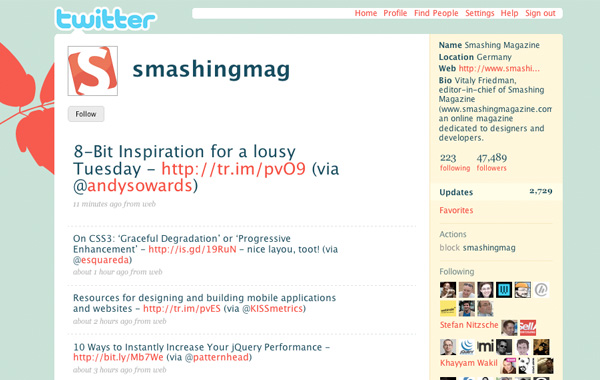 twitter
Home Profile Find People Settings Help Sign out
S
smashingmag
Follow
8-Bit Inspiration for a lousy
Tuesday - http://tr.im/pvO9 (via
@andysowards)
11 minutes ago from web
On CSS3: ‘Graceful Degradation’ or ‘Progressive
Enhancement’ - http://is.gd/19RuN - nice layou, toot! (via
@esquareda)
about 1 hour ago from web
Resources for designing and building mobile applications
and websites - http://tr.im/pvES (via @KISSmetrics)
about 2 hours ago from web
10 Ways to Instantly Increase Your jQuery Performance -
http://bit.ly/Mb7We (via @patternhead)
about 3 hours ago from web
Name Smashing Magazine
Location Germany
Web http://www.smashi...
Bio Vitaly Friedman,
editor-in-chief of Smashing
Magazine
(www.smashingmagazine.com
an online magazine
dedicated to designers and
developers.
223 47,489
following followers
Updates 2,729
Favorites
Actions
block smashingmag
Following
Stefan Nitzsche
Khayyam Wakil